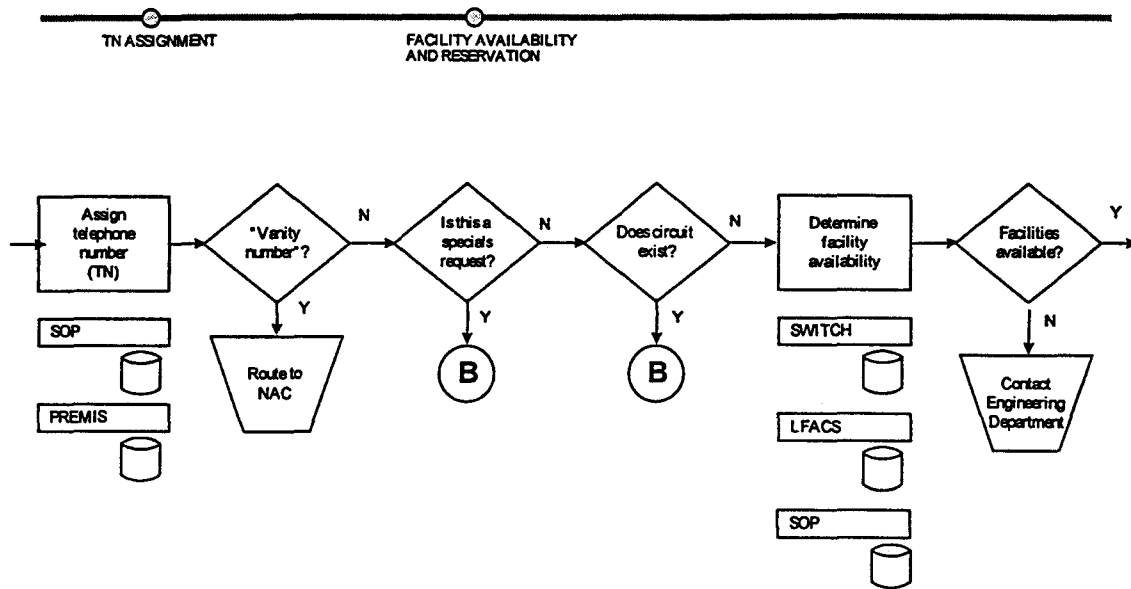 TN ASSIGNMENT
FACILITY AVAILABILITY
AND RESERVATION
Assign
telephone
number
(TN)
"Vanity
number"?
N
Y
Route to
NAC
Is this a
specials
request?
N
Y
B
Does circuit
exist?
N
Y
B
Determine
facility
availability
Facilities
available?
Y
N
Contact
Engineering
Department
SOP
PREMIS
SWITCH
LFACS
SOP